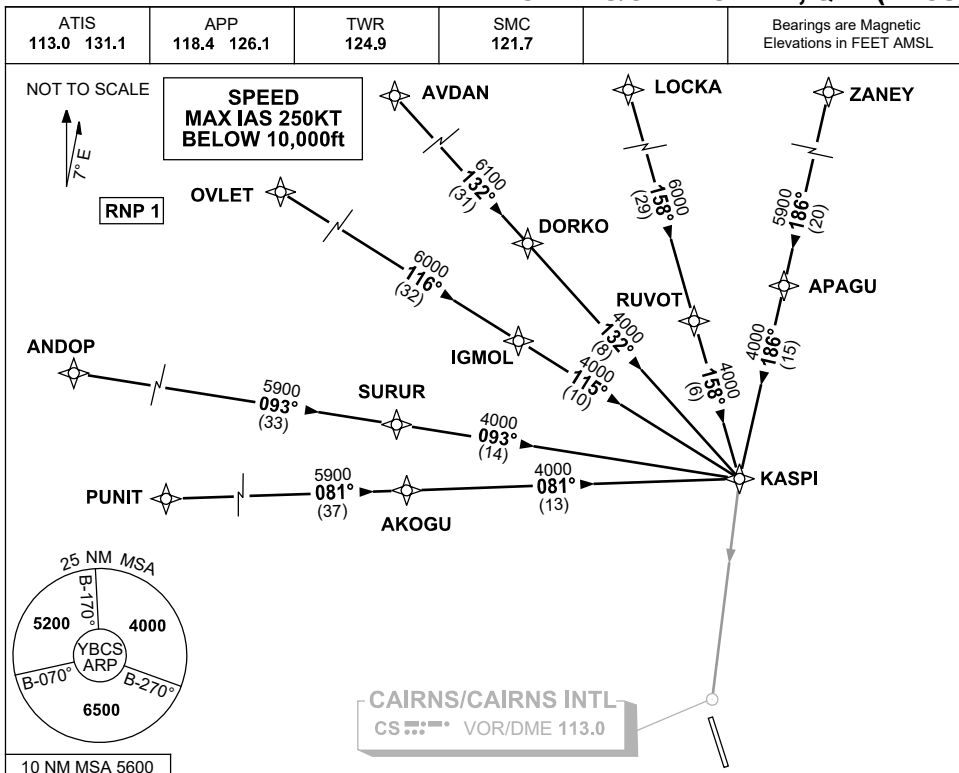 ATIS
113.0 131.1
APP
118.4 126.1
TWR
124.9
SMC
121.7
Bearings are Magnetic
Elevations in FEET AMSL
NOT TO SCALE
7° E
SPEED
MAX IAS 250KT
BELOW 10,000ft
RNP 1
AVDAN
LOCKA
ZANEY
OVLET
6100
132°
(31)
6000
158°
(29)
5900
186°
(20)
DORKO
6000
116°
(32)
APAGU
RUVOT
ANDOP
IGMOL
4000
132°
(8)
4000
186°
(15)
5900
093°
(33)
SURUR
4000
115°
(10)
4000
158°
(6)
4000
093°
(14)
PUNIT
5900
081°
(37)
AKOGU
4000
081°
(13)
KASPI
25 NM MSA
B-170°
5200
4000
YBCS
ARP
B-070°
B-270°
6500
CAIRNS/CAIRNS INTL
CS VOR/DME 113.0
10 NM MSA 5600